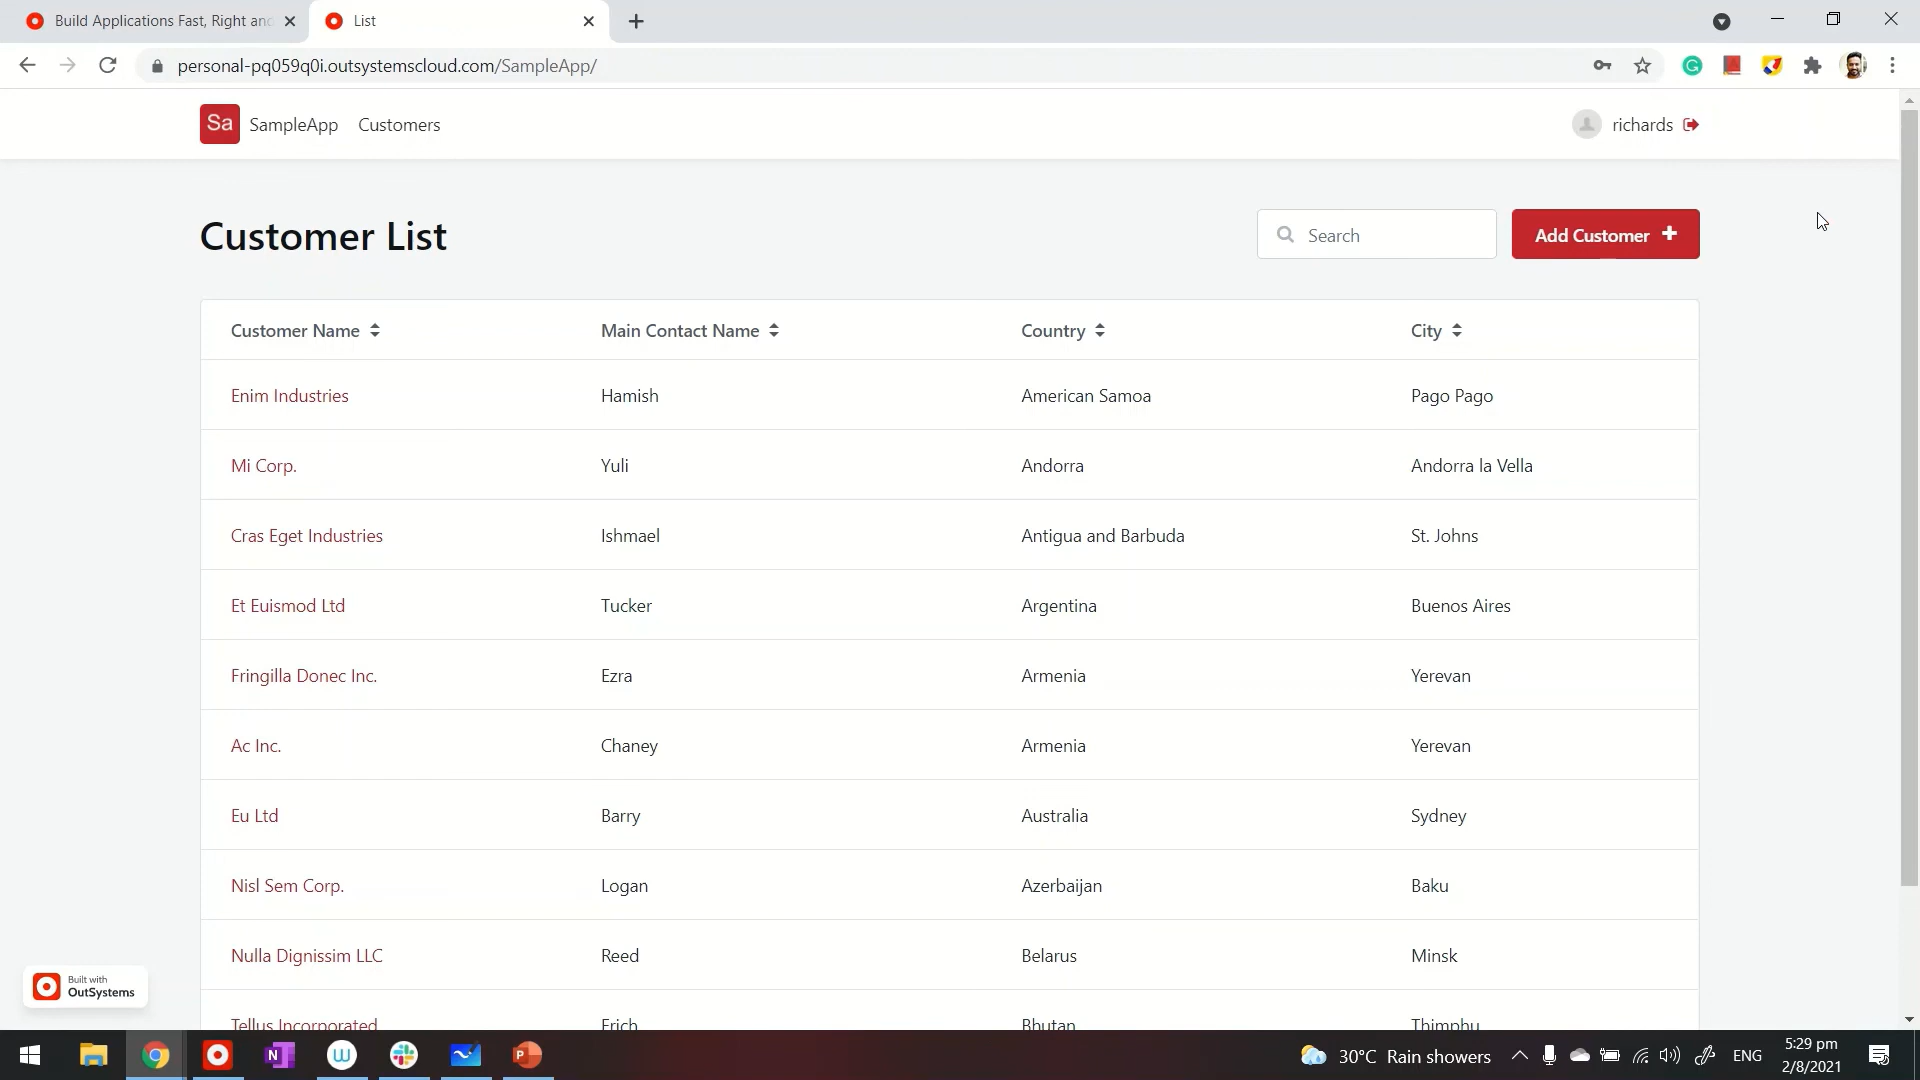 Build Applications Fast, Right and
List
personal-pq059q0i.outsystemscloud.com/SampleApp/
Sa SampleApp Customers richards
Customer List Search Add Customer +
Customer Name Main Contact Name Country City
Enim Industries Hamish American Samoa Pago Pago
Mi Corp. Yuli Andorra Andorra la Vella
Cras Eget Industries Ishmael Antigua and Barbuda St. Johns
Et Euismod Ltd Tucker Argentina Buenos Aires
Fringilla Donec Inc. Ezra Armenia Yerevan
Ac Inc. Chaney Armenia Yerevan
Eu Ltd Barry Australia Sydney
Nisl Sem Corp. Logan Azerbaijan Baku
Nulla Dignissim LLC Reed Belarus Minsk
Tellus Incorporated Erich Bhutan Thimphu
Built with
OutSystems
30°C Rain showers ENG
5:29 pm
2/8/2021